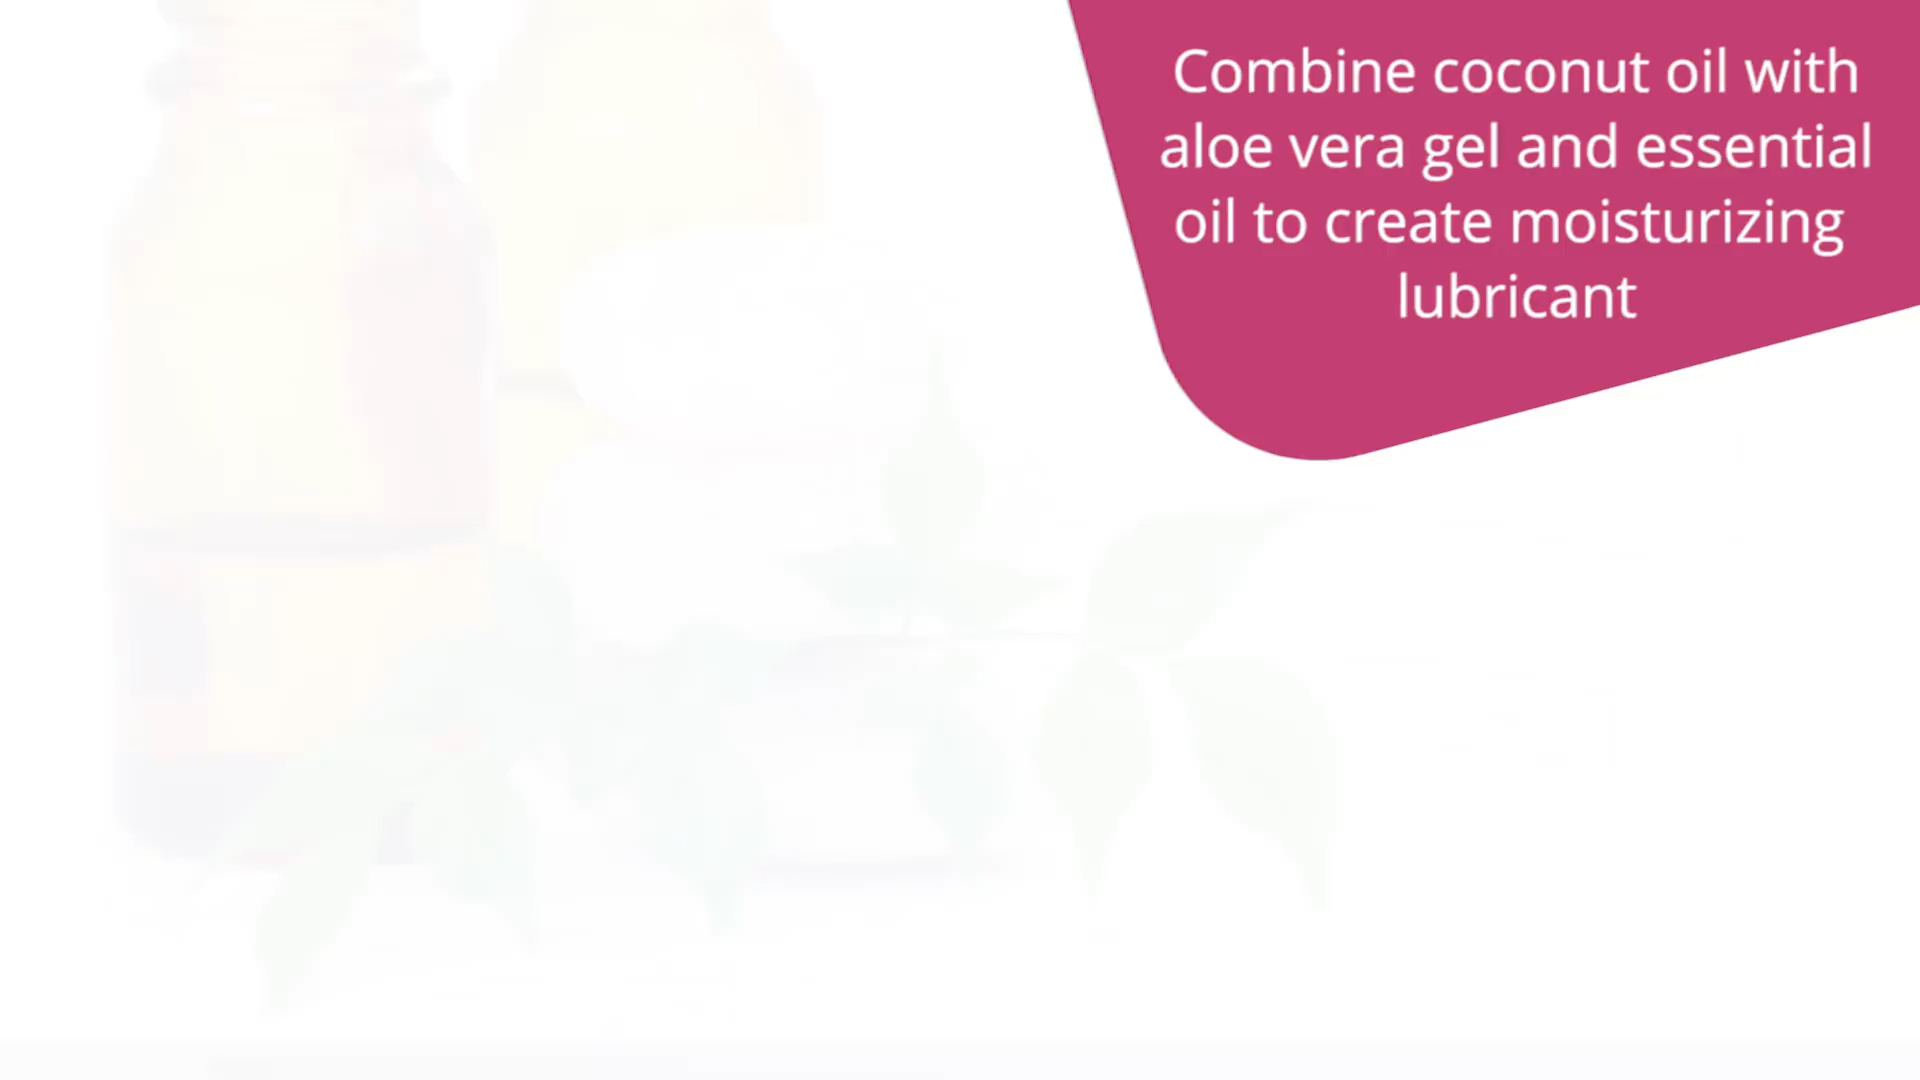 Combine coconut oil with
aloe vera gel and essential
oil to create moisturizing
lubricant